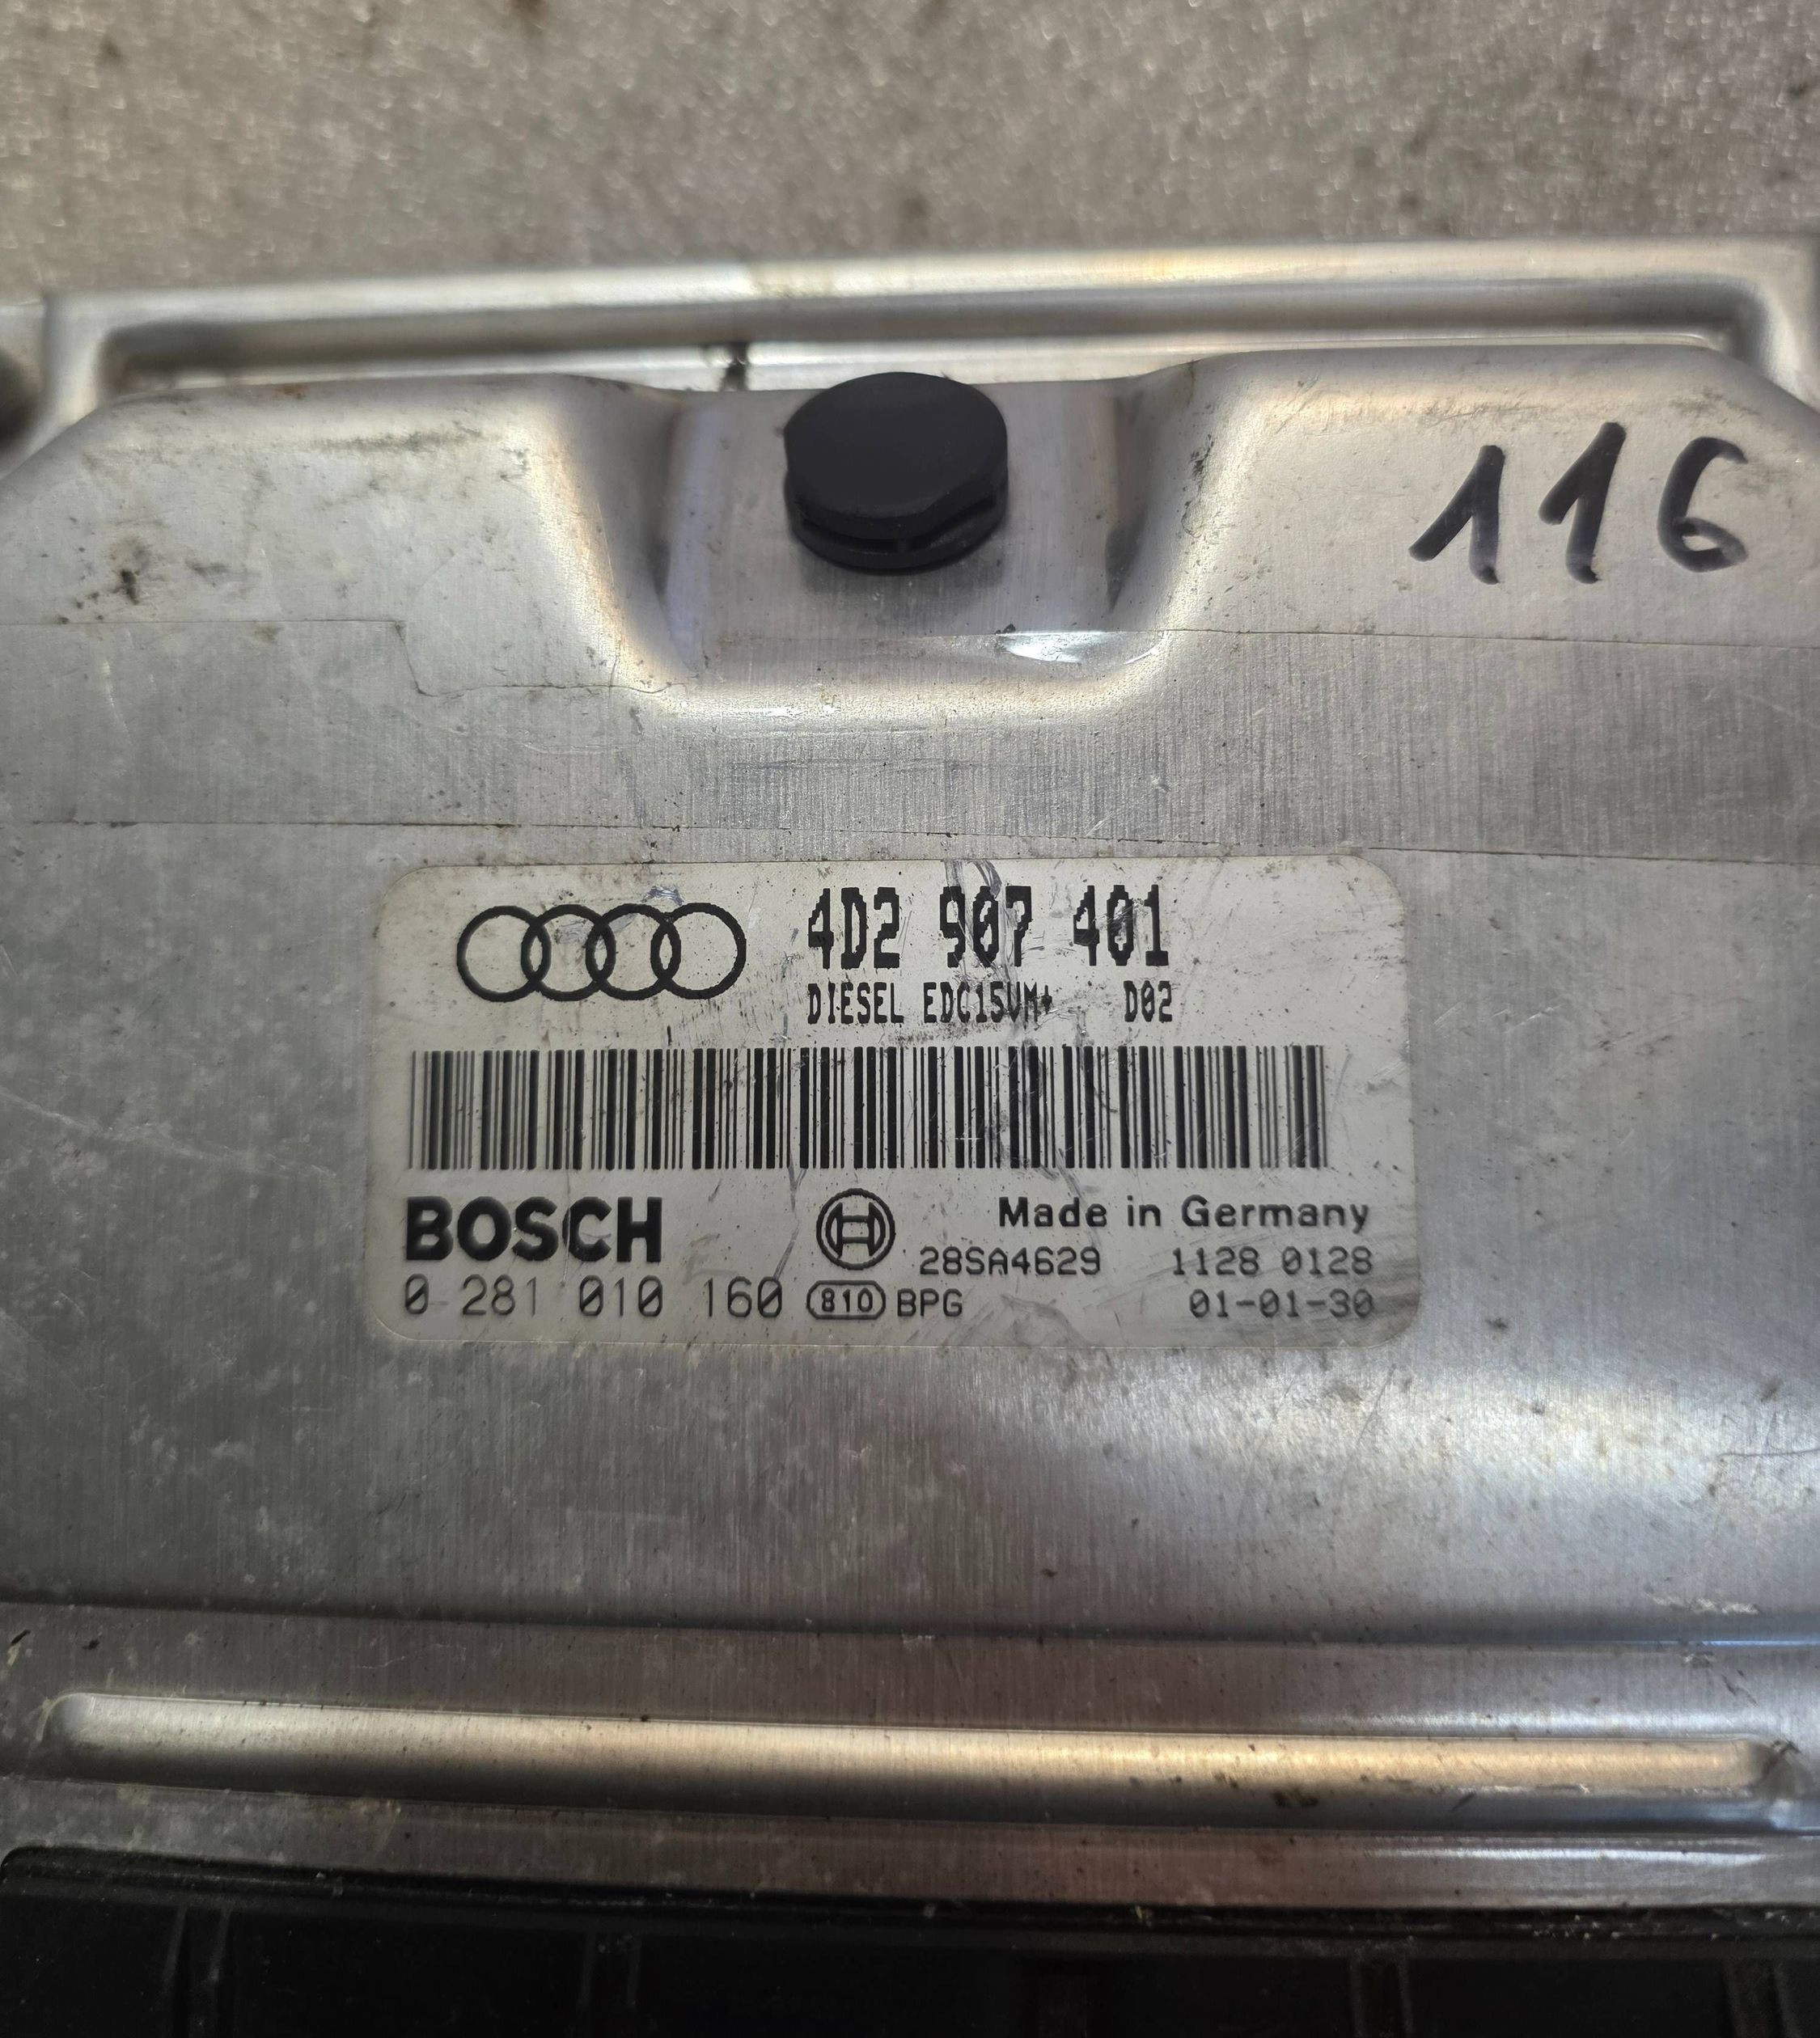 116
4D2 907 401
DIESEL EDC15VM+ D02
BOSCH
Made in Germany
28SA4629 1128 0128
0 281 010 160 810 BPG 01-01-30